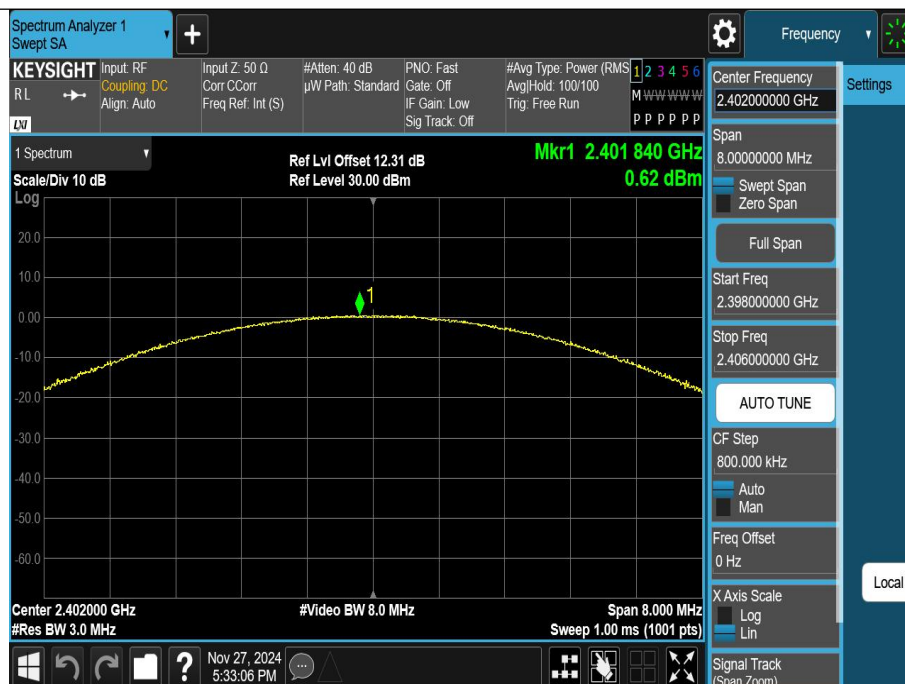 Spectrum Analyzer 1
Swept SA
+
Frequency
KEYSIGHT
RL
LXI
Input: RF
Coupling: DC
Align: Auto
Input Z: 50 Ω
Corr CCorr
Freq Ref: Int (S)
#Atten: 40 dB
µW Path: Standard
PNO: Fast
Gate: Off
IF Gain: Low
Sig Track: Off
#Avg Type: Power (RMS
Avg|Hold: 100/100
Trig: Free Run
1 2 3 4 5 6
M W W W W W
P P P P P P
Center Frequency
2.402000000 GHz
Settings
Span
8.00000000 MHz
Swept Span
Zero Span
Full Span
Start Freq
2.398000000 GHz
Stop Freq
2.406000000 GHz
AUTO TUNE
CF Step
800.000 kHz
Auto
Man
Freq Offset
0 Hz
X Axis Scale
Log
Lin
Signal Track
(Span Zoom)
Local
1 Spectrum
Scale/Div 10 dB
Log
Ref Lvl Offset 12.31 dB
Ref Level 30.00 dBm
Mkr1 2.401 840 GHz
0.62 dBm
20.0
10.0
0.00
-10.0
-20.0
-30.0
-40.0
-50.0
-60.0
1
Center 2.402000 GHz
#Res BW 3.0 MHz
#Video BW 8.0 MHz
Span 8.000 MHz
Sweep 1.00 ms (1001 pts)
?
Nov 27, 2024
5:33:06 PM